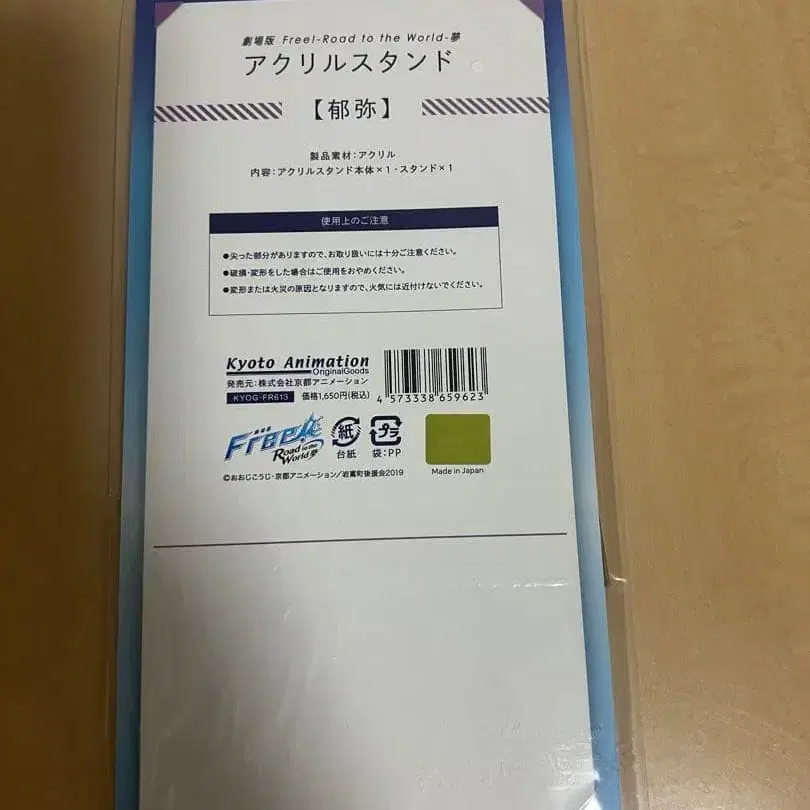 劇場版 Free!-Road to the World-夢
アクリルスタンド
【郁弥】
製品素材:アクリル
内容:アクリルスタンド本体×1・スタンド×1
使用上のご注意
●尖った部分がありますので、お取り扱いには十分ご注意ください。
●破損・変形をした場合はご使用をおやめください。
●変形または火災の原因となりますので、火気には近付けないでください。
Kyoto Animation
OriginalGoods
発売元:株式会社京都アニメーション
KYOG-FR613 価格1,650円(税込)
4 573338 659623
劇場版
Free!
Road to the World 夢
紙
台紙
プラ
袋:PP
Made in Japan
©おおじこうじ・京都アニメーション/岩鳶町後援会2019